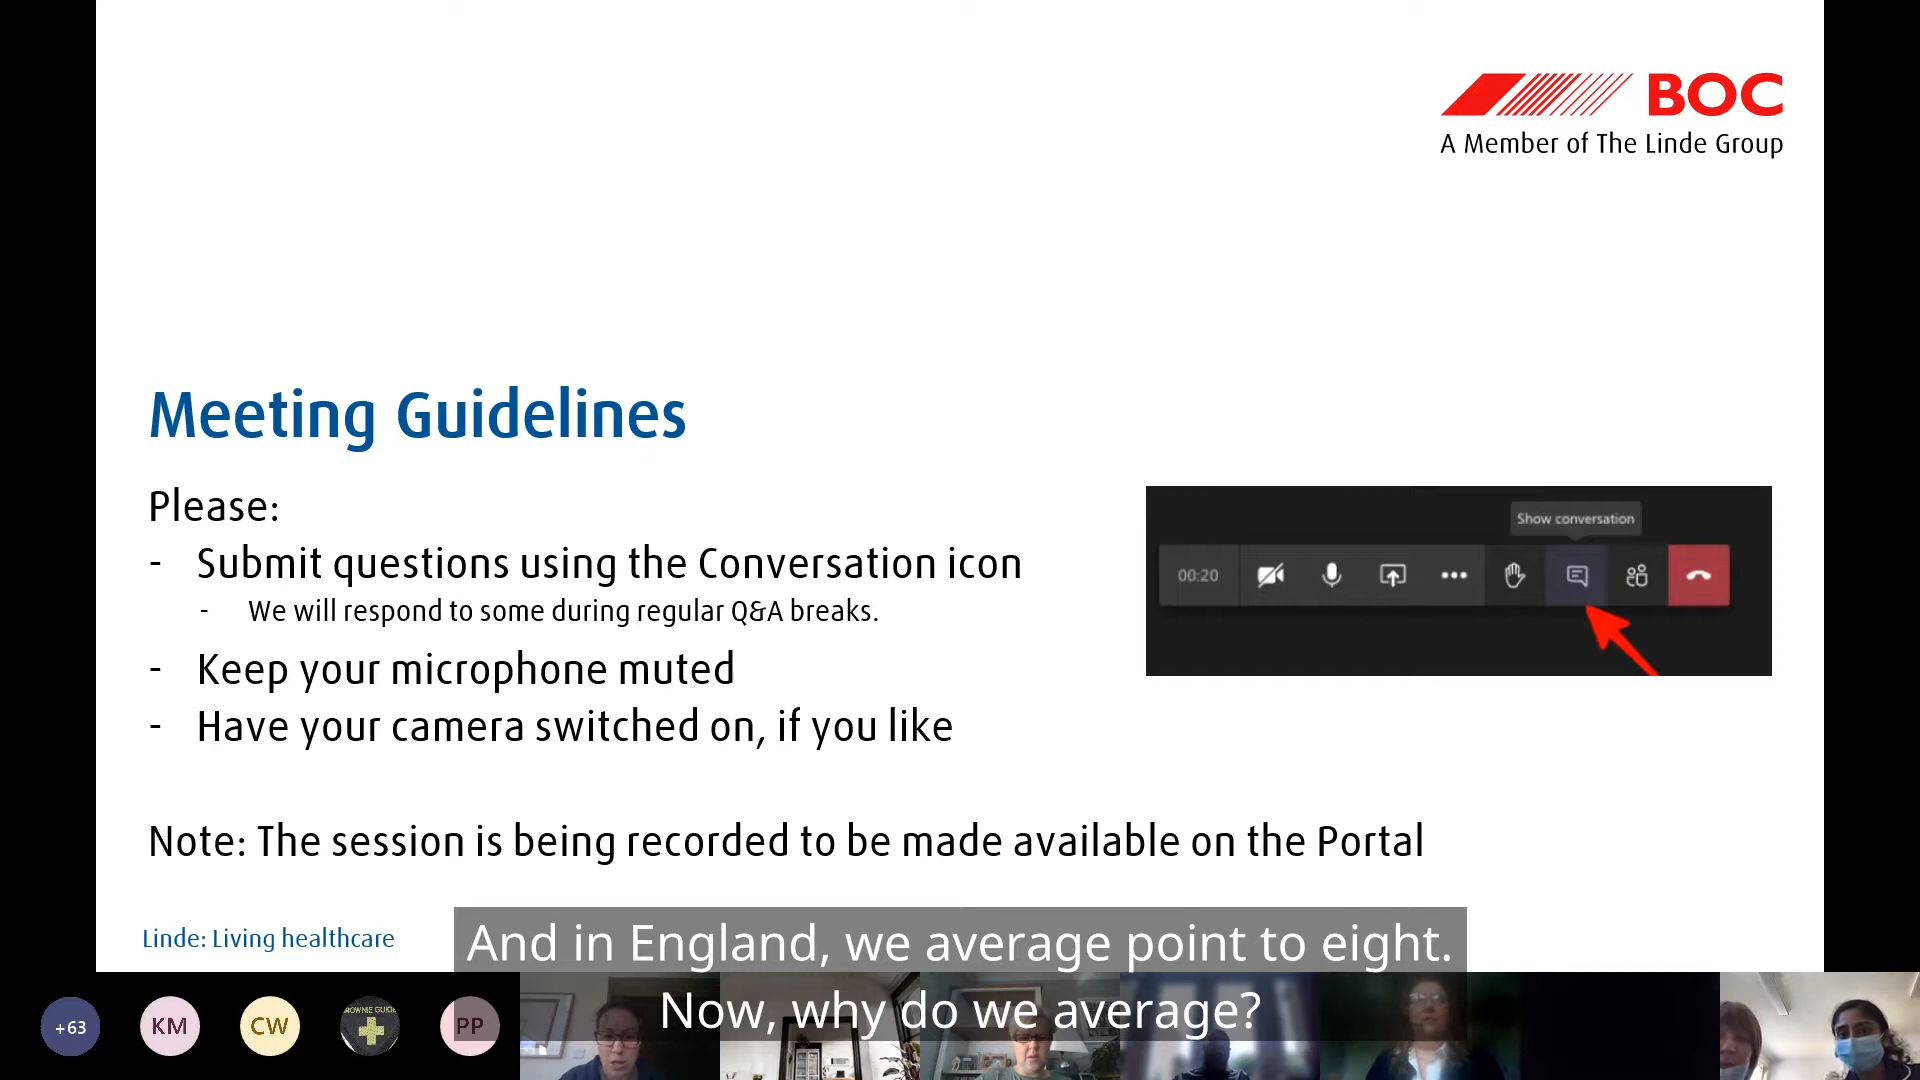 BOC
A Member of The Linde Group
Meeting Guidelines
Please:
- Submit questions using the Conversation icon
- We will respond to some during regular Q&A breaks.
- Keep your microphone muted
- Have your camera switched on, if you like
Show conversation
00:20
Note: The session is being recorded to be made available on the Portal
Linde: Living healthcare
And in England, we average point to eight.
Now, why do we average?
+63
KM
CW
PP